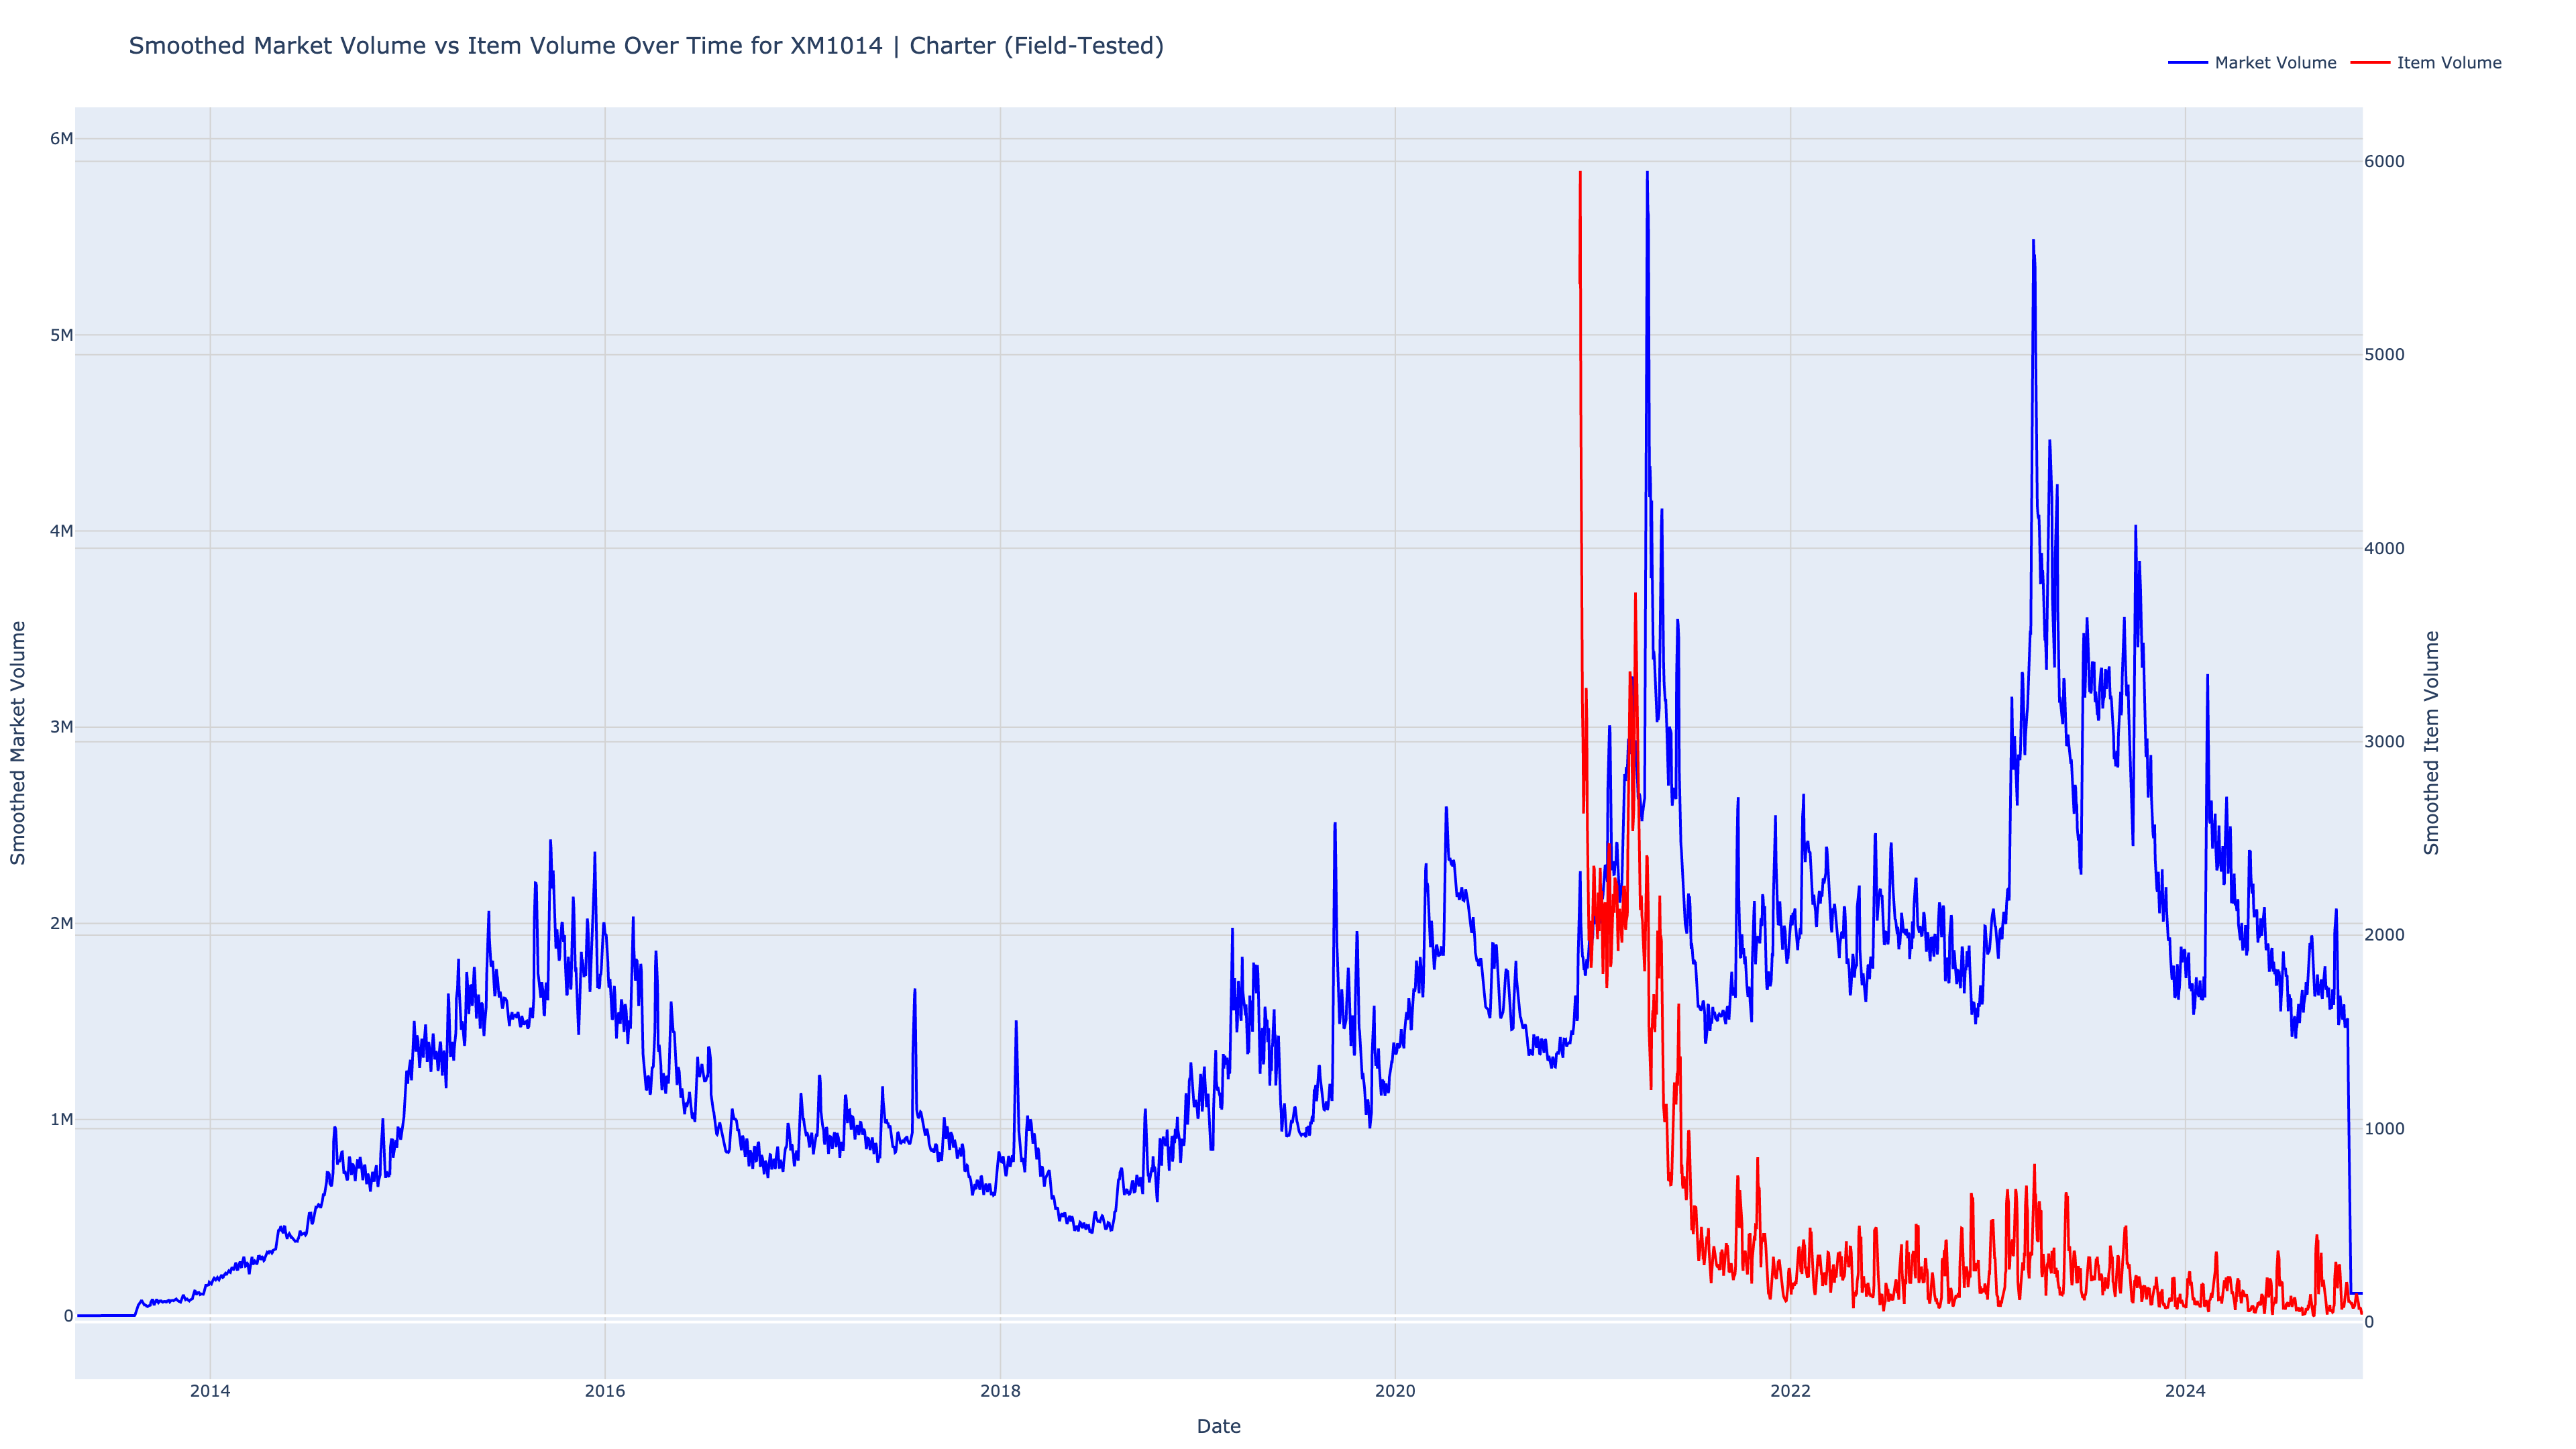 Smoothed Market Volume vs Item Volume Over Time for XM1014 | Charter (Field-Tested)
Market Volume
Item Volume
6M
5M
4M
3M
2M
1M
0
Smoothed Market Volume
6000
5000
4000
3000
2000
1000
0
Smoothed Item Volume
2014
2016
2018
2020
2022
2024
Date